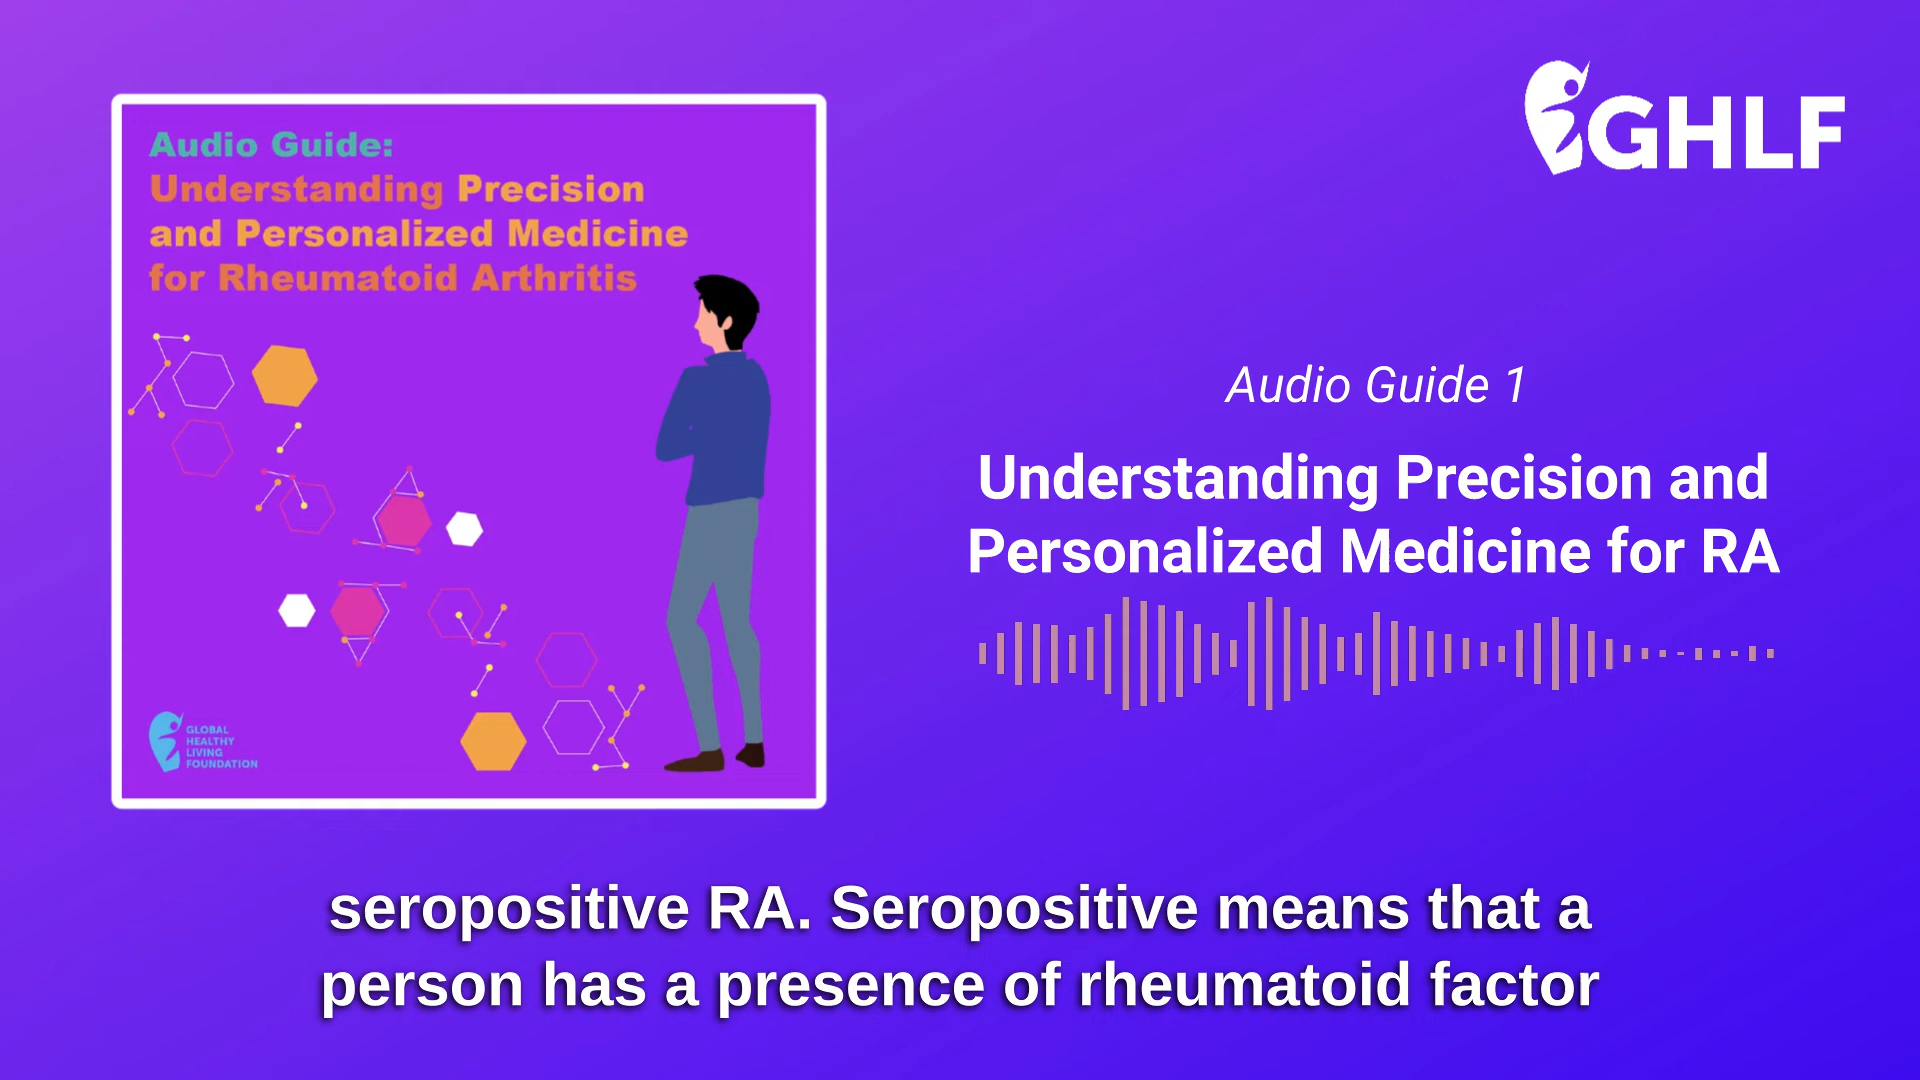 Audio Guide:
Understanding Precision
and Personalized Medicine
for Rheumatoid Arthritis
GLOBAL
HEALTHY
LIVING
FOUNDATION
GHLF
Audio Guide 1
Understanding Precision and
Personalized Medicine for RA
seropositive RA. Seropositive means that a
person has a presence of rheumatoid factor